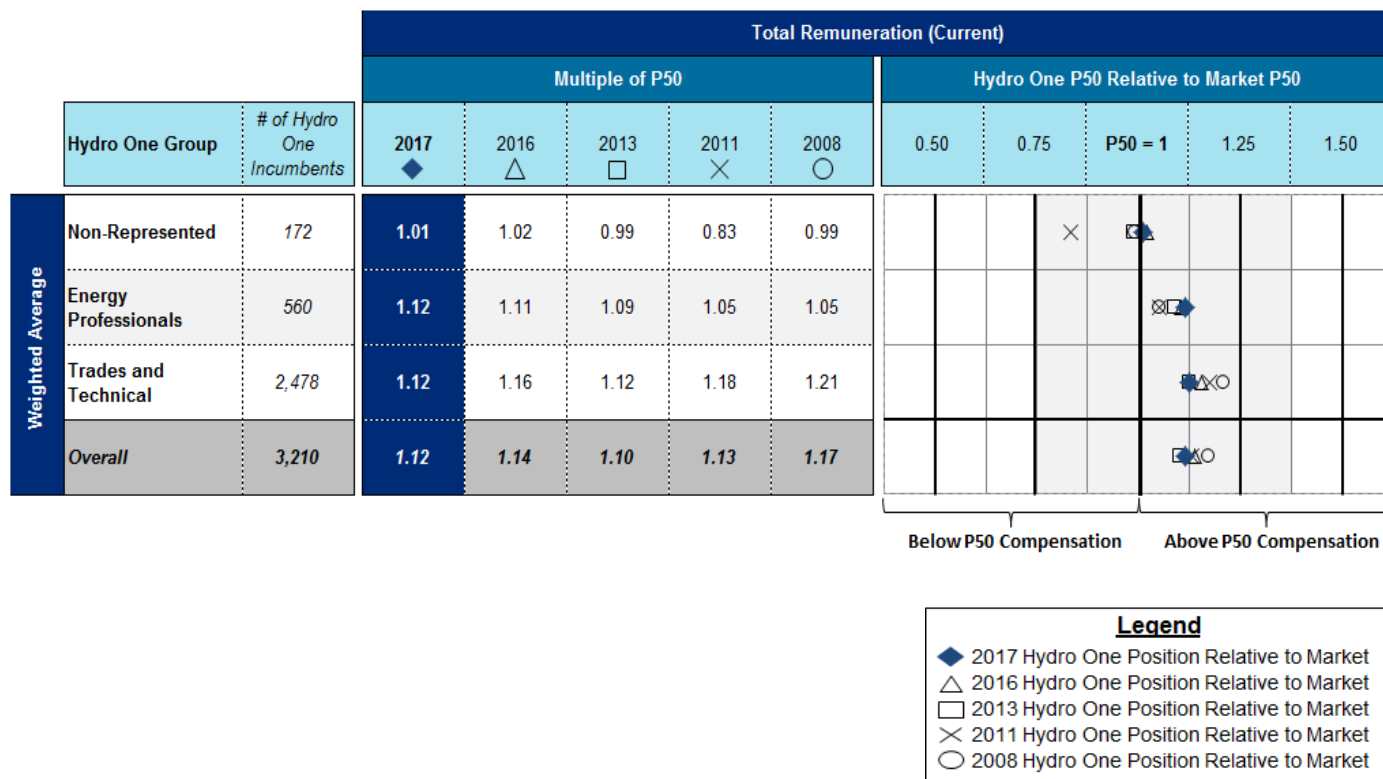 Total Remuneration (Current)
Multiple of P50
Hydro One P50 Relative to Market P50
Hydro One Group
# of Hydro
One
Incumbents
2017
2016
2013
2011
2008
0.50
0.75
P50 = 1
1.25
1.50
Weighted Average
Non-Represented
172
1.01
1.02
0.99
0.83
0.99
Energy
Professionals
560
1.12
1.11
1.09
1.05
1.05
Trades and
Technical
2,478
1.12
1.16
1.12
1.18
1.21
Overall
3,210
1.12
1.14
1.10
1.13
1.17
Below P50 Compensation
Above P50 Compensation
Legend
2017 Hydro One Position Relative to Market
2016 Hydro One Position Relative to Market
2013 Hydro One Position Relative to Market
2011 Hydro One Position Relative to Market
2008 Hydro One Position Relative to Market